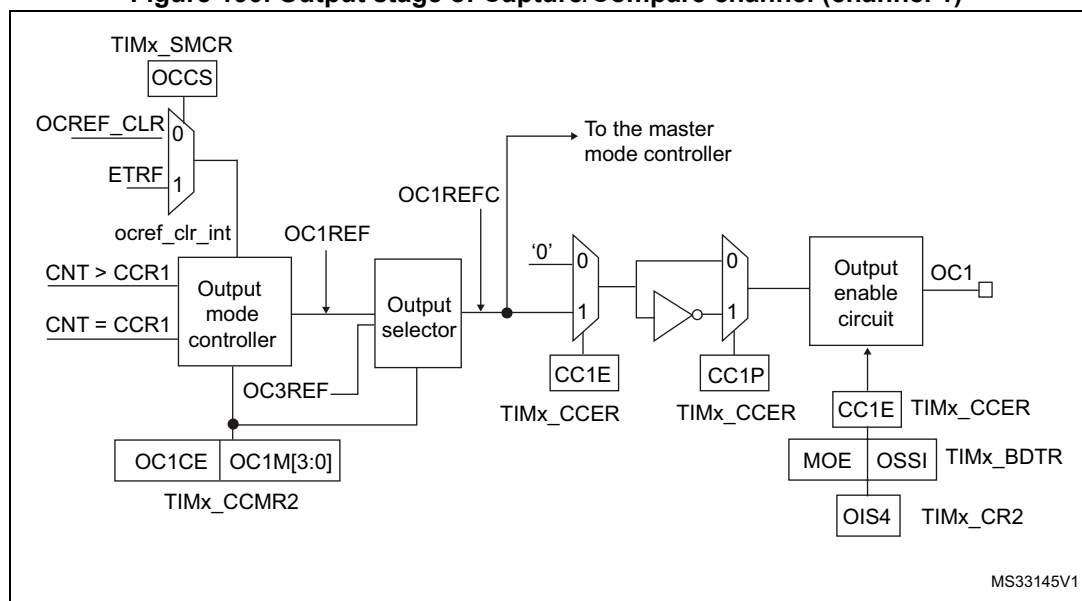 Output stage of Capture/Compare channel (channel 1)
TIMx_SMCR
OCCS
OCREF_CLR
0
ETRF
1
ocref_clr_int
To the master
mode controller
OC1REFC
OC1REF
CNT > CCR1
CNT = CCR1
Output
mode
controller
Output
selector
OC3REF
'0'
0
1
0
1
Output
enable
circuit
OC1
CC1E
TIMx_CCER
CC1P
TIMx_CCER
CC1E
TIMx_CCER
MOE
OSSI
TIMx_BDTR
OIS4
TIMx_CR2
OC1CE
OC1M[3:0]
TIMx_CCMR2
MS33145V1